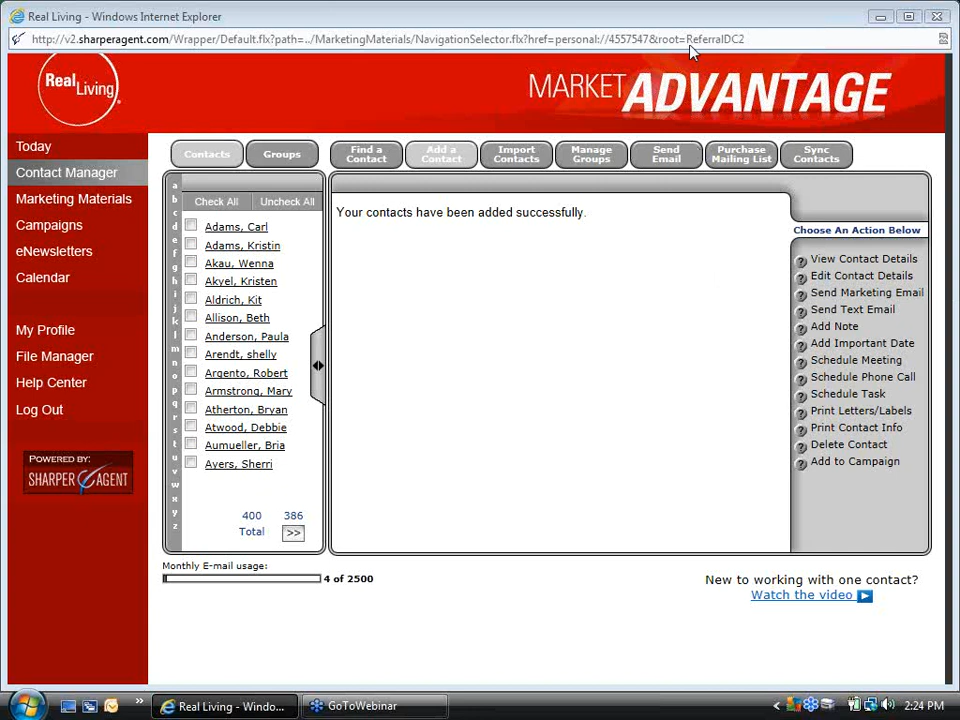 Real Living - Windows Internet Explorer
http://v2.sharperagent.com/Wrapper/Default.flx?path=../MarketingMaterials/NavigationSelector.flx?href=personal://4557547&root=ReferralDC2
Real Living
MARKET ADVANTAGE
Today
Contact Manager
Marketing Materials
Campaigns
eNewsletters
Calendar
My Profile
File Manager
Help Center
Log Out
POWERED BY:
SHARPER AGENT
Contacts
Groups
Find a
Contact
Add a
Contact
Import
Contacts
Manage
Groups
Send
Email
Purchase
Mailing List
Sync
Contacts
a
b
c
d
e
f
g
h
i
j
k
l
m
n
o
p
q
r
s
t
u
v
w
x
y
z
Check All
Uncheck All
Adams, Carl
Adams, Kristin
Akau, Wenna
Akyel, Kristen
Aldrich, Kit
Allison, Beth
Anderson, Paula
Arendt, shelly
Argento, Robert
Armstrong, Mary
Atherton, Bryan
Atwood, Debbie
Aumueller, Bria
Ayers, Sherri
400 386
Total >>
Your contacts have been added successfully.
Choose An Action Below
? View Contact Details
? Edit Contact Details
? Send Marketing Email
? Send Text Email
? Add Note
? Add Important Date
? Schedule Meeting
? Schedule Phone Call
? Schedule Task
? Print Letters/Labels
? Print Contact Info
? Delete Contact
? Add to Campaign
Monthly E-mail usage:
4 of 2500
New to working with one contact?
Watch the video
» Real Living - Windo... GoToWebinar < 2:24 PM